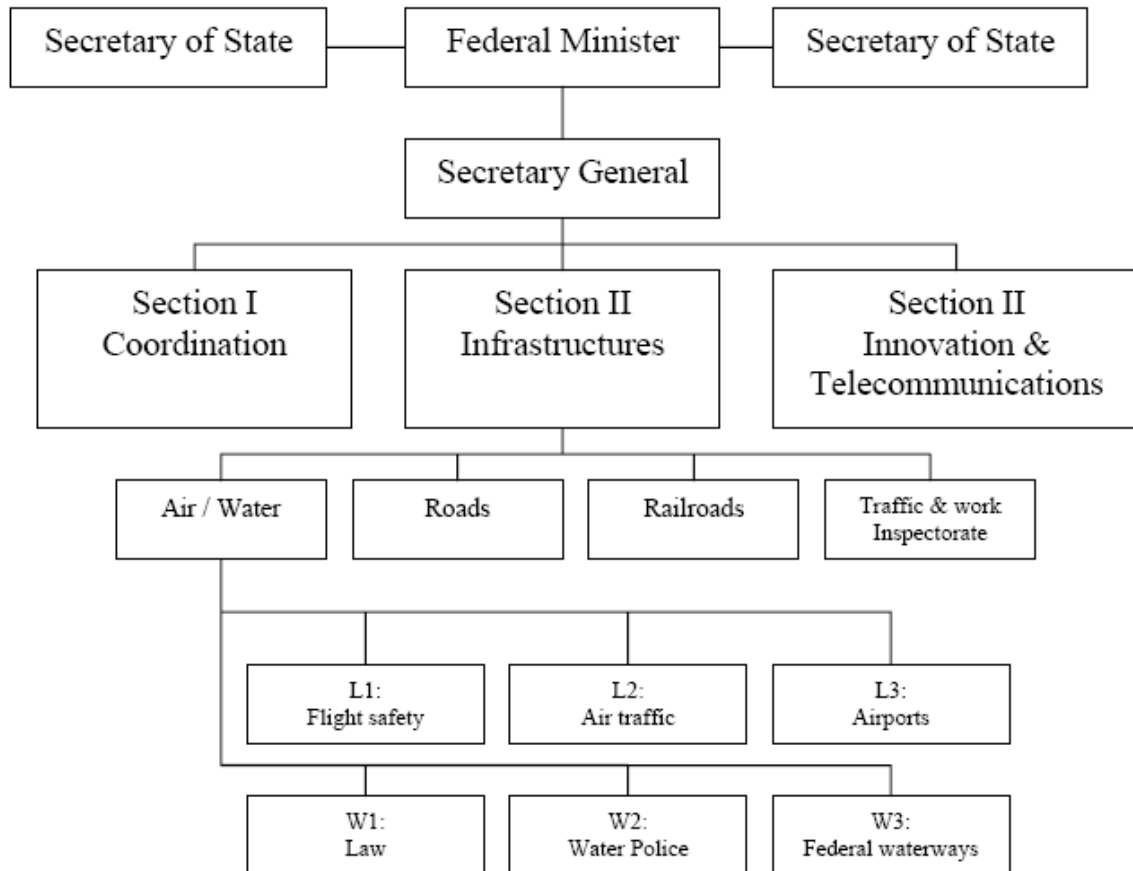 Secretary of State
Federal Minister
Secretary of State
Secretary General
Section I
Coordination
Section II
Infrastructures
Section II
Innovation &
Telecommunications
Air / Water
Roads
Railroads
Traffic & work
Inspectorate
L1:
Flight safety
L2:
Air traffic
L3:
Airports
W1:
Law
W2:
Water Police
W3:
Federal waterways